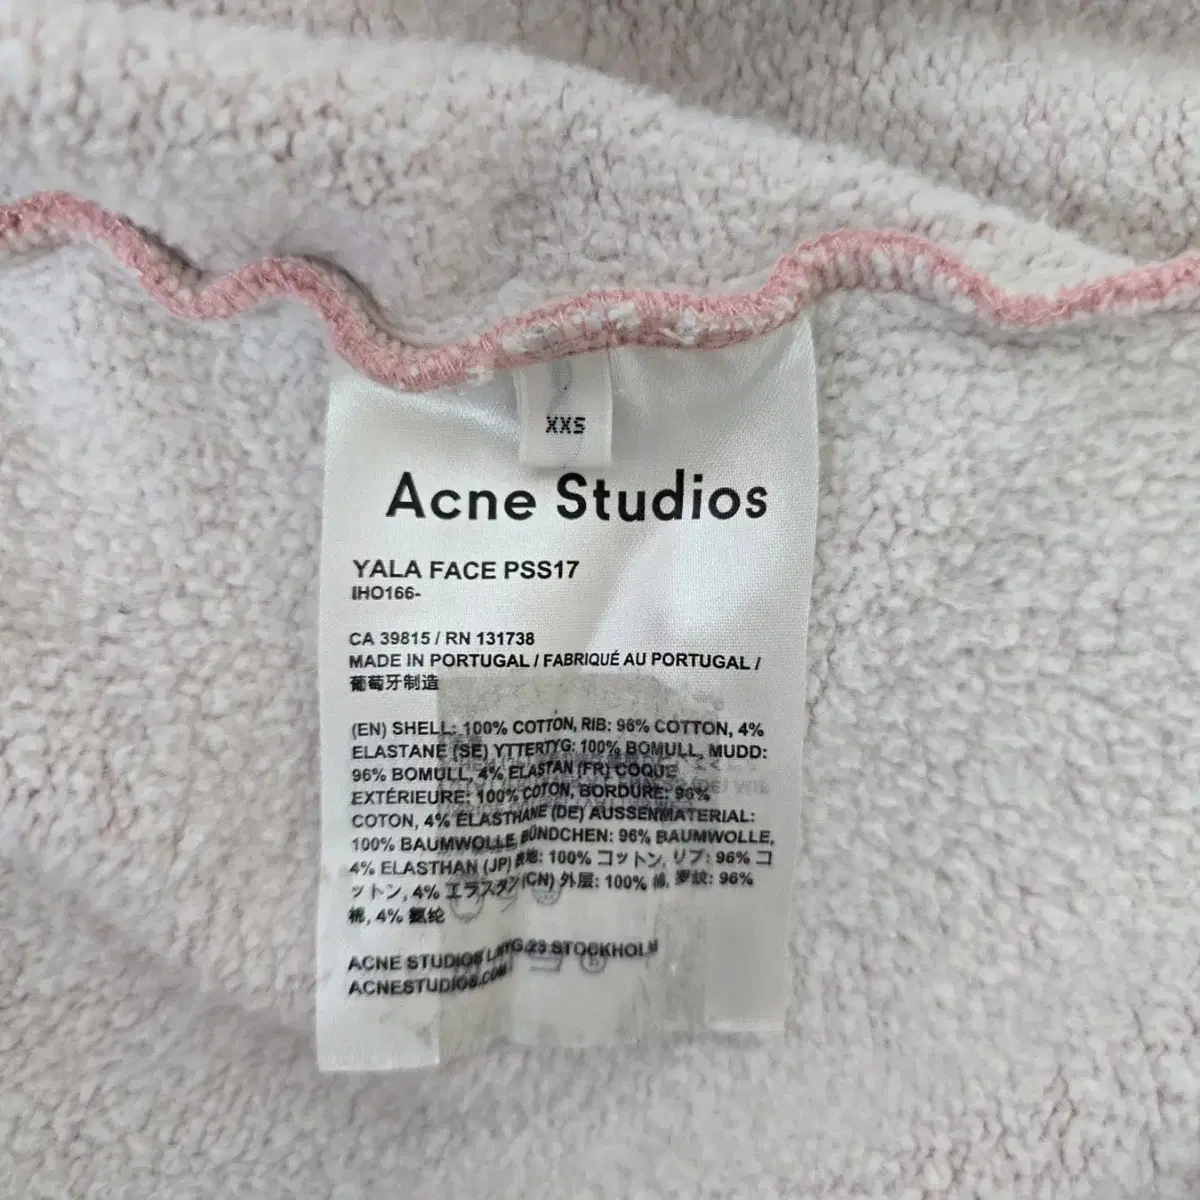 XXS
Acne Studios
YALA FACE PSS17
IHO166-
CA 39815 / RN 131738
MADE IN PORTUGAL / FABRIQUÉ AU PORTUGAL /
葡萄牙制造
(EN) SHELL: 100% COTTON, RIB: 96% COTTON, 4%
ELASTANE (SE) YTTERTYG: 100% BOMULL, MUDD:
96% BOMULL, 4% ELASTAN (FR) COQUE
EXTÉRIEURE: 100% COTON, BORDURE: 96%
COTON, 4% ÉLASTHANE (DE) AUSSENMATERIAL:
100% BAUMWOLLE, BÜNDCHEN: 96% BAUMWOLLE,
4% ELASTHAN (JP) 表地: 100% コットン, リブ: 96% コ
ットン, 4% エラスタン (CN) 外层: 100% 棉, 罗纹: 96%
棉, 4% 氨纶
ACNE STUDIOS 23 STOCKHOLM
ACNESTUDIOS.COM